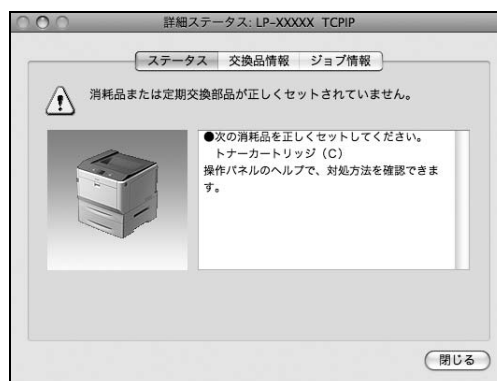 詳細ステータス: LP-XXXXX TCPIP
ステータス 交換品情報 ジョブ情報
消耗品または定期交換部品が正しくセットされていません。
●次の消耗品を正しくセットしてください。
トナーカートリッジ（C）
操作パネルのヘルプで、対処方法を確認できま
す。
閉じる